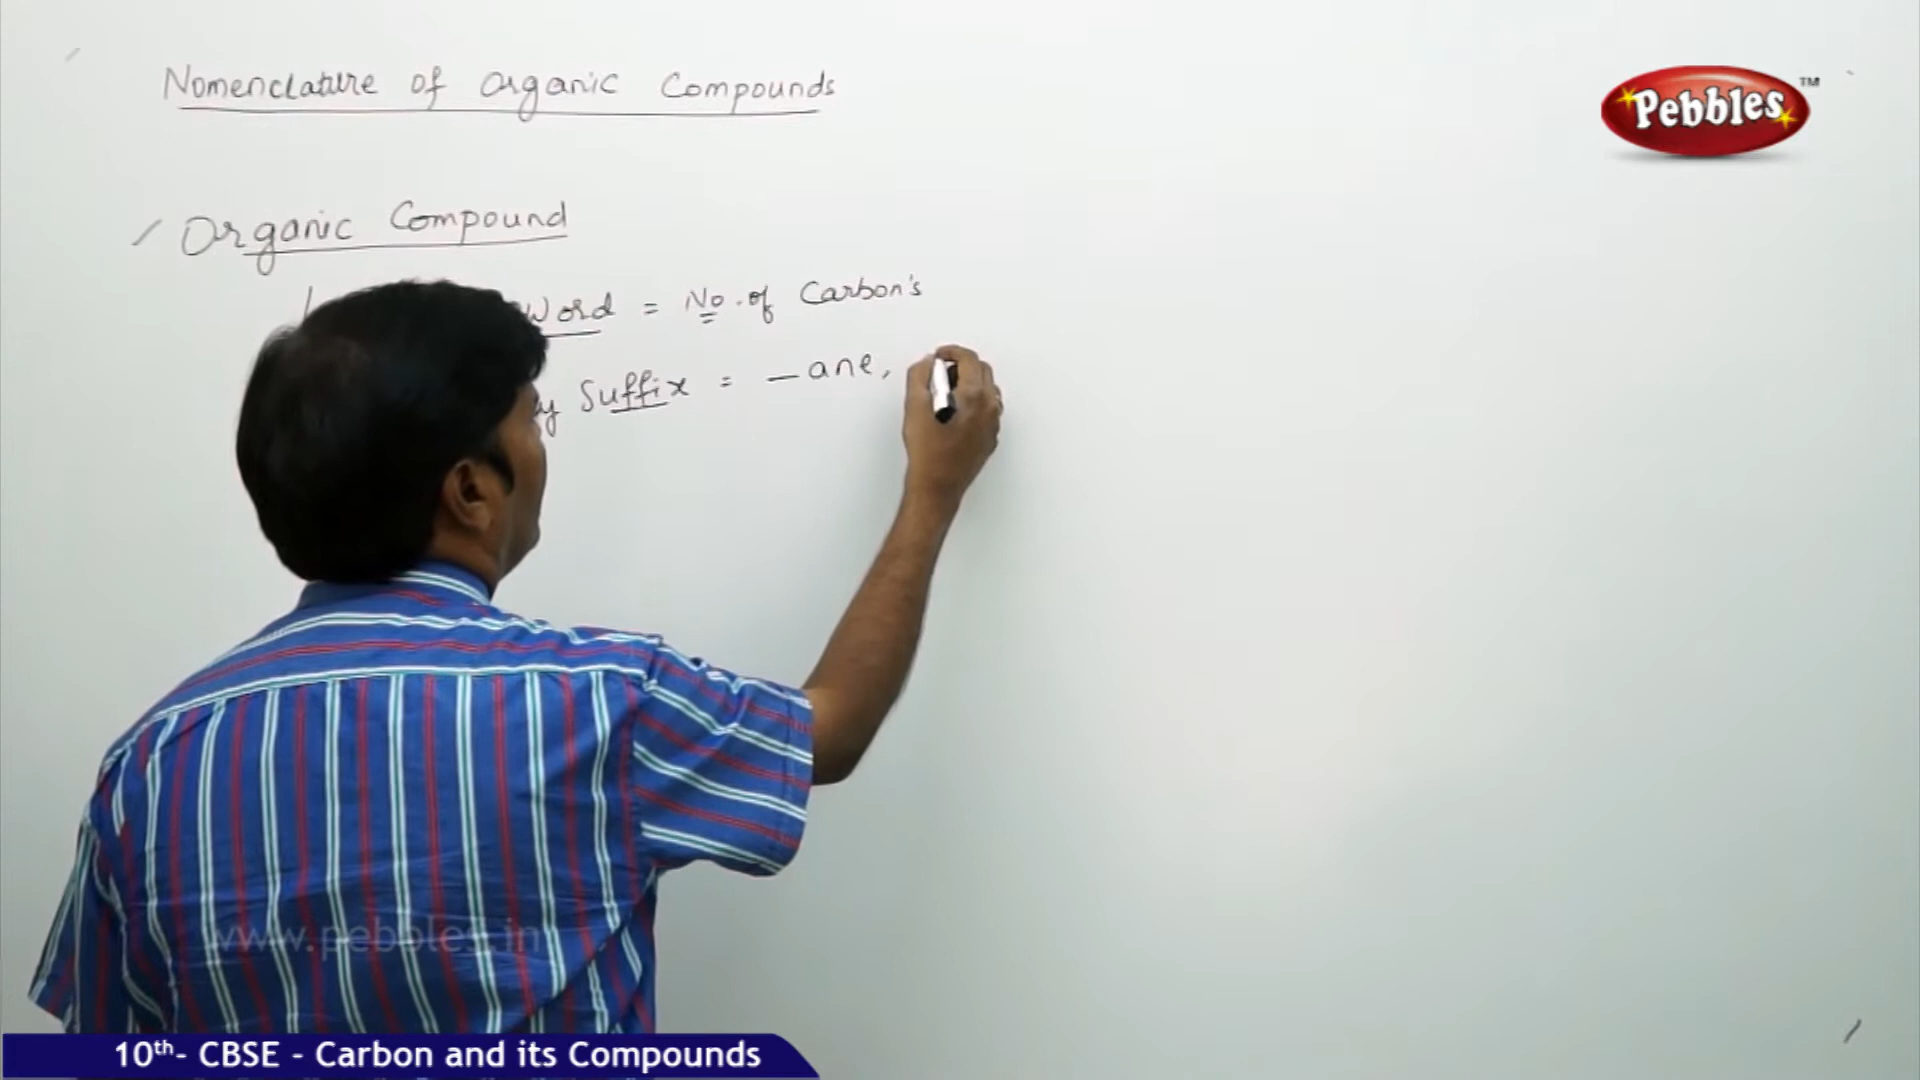 Nomenclature of Organic Compounds
Pebbles™
Organic Compound
Word = No. of Carbon's
y Suffix = – ane,
www.pebbles.in
10th- CBSE - Carbon and its Compounds